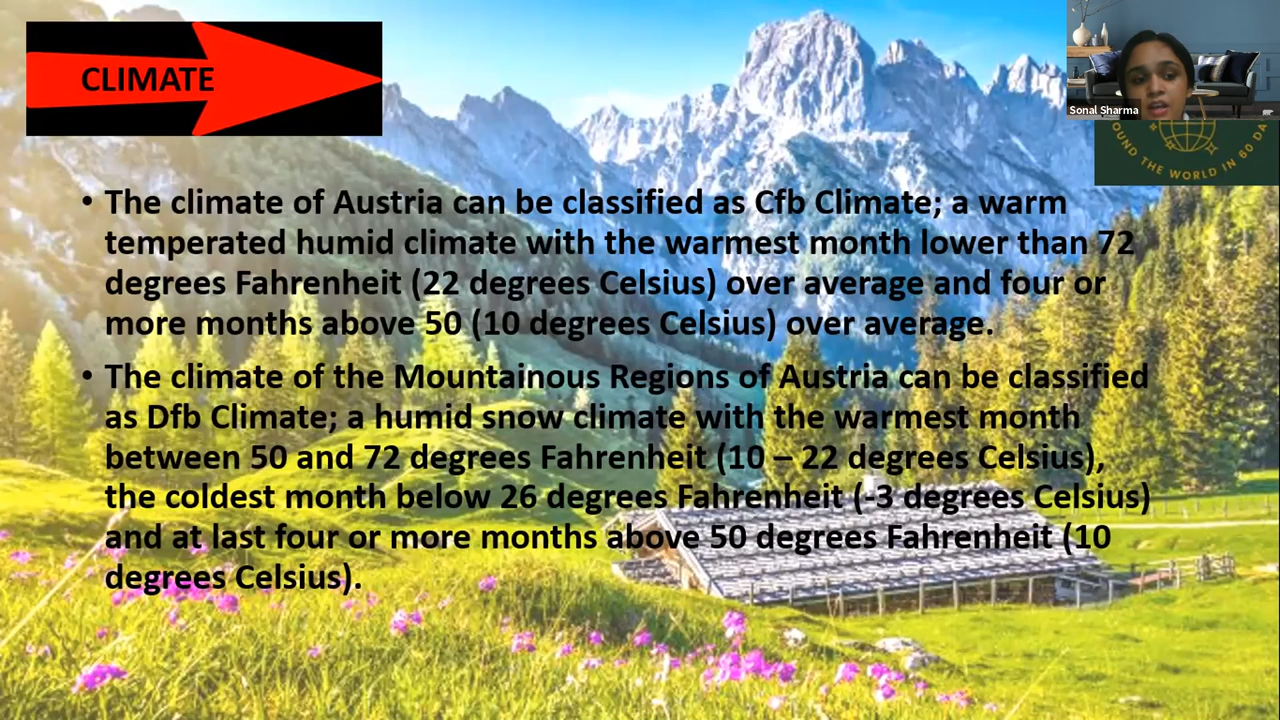 CLIMATE
Sonal Sharma
OUND THE WORLD IN 60 DA
• The climate of Austria can be classified as Cfb Climate; a warm
temperated humid climate with the warmest month lower than 72
degrees Fahrenheit (22 degrees Celsius) over average and four or
more months above 50 (10 degrees Celsius) over average.
• The climate of the Mountainous Regions of Austria can be classified
as Dfb Climate; a humid snow climate with the warmest month
between 50 and 72 degrees Fahrenheit (10 – 22 degrees Celsius),
the coldest month below 26 degrees Fahrenheit (-3 degrees Celsius)
and at last four or more months above 50 degrees Fahrenheit (10
degrees Celsius).